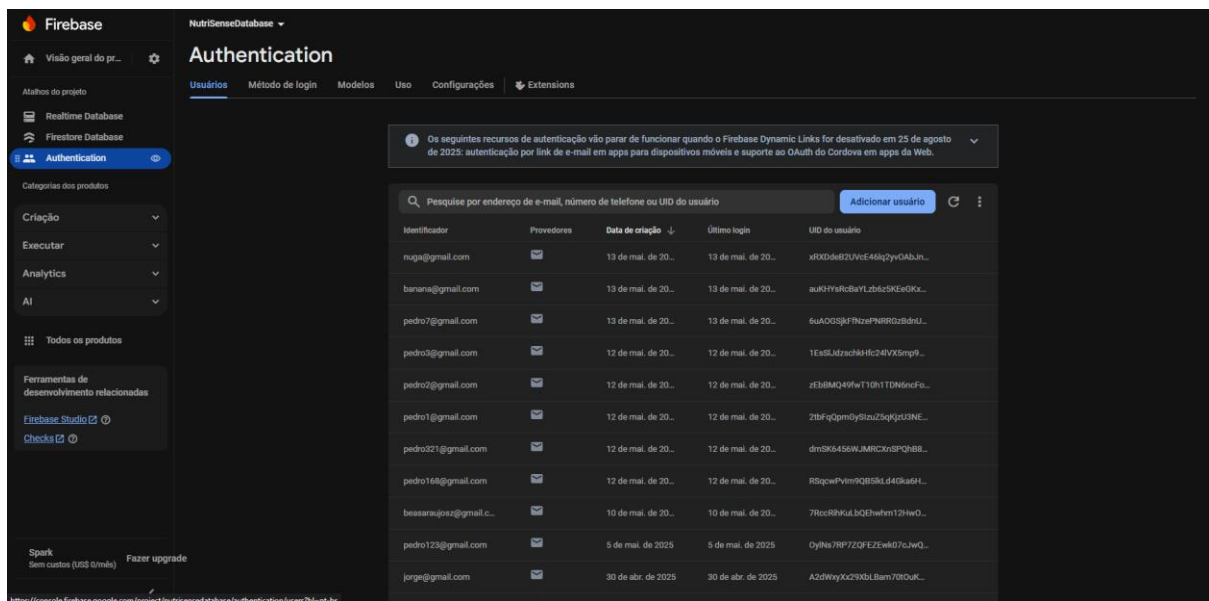 Firebase
NutriSenseDatabase
Visão geral do pr...
Authentication
Usuários Método de login Modelos Uso Configurações Extensions
Atalhos do projeto
Realtime Database
Firestore Database
Authentication
Categorias dos produtos
Criação
Executar
Analytics
AI
Todos os produtos
Ferramentas de
desenvolvimento relacionadas
Firebase Studio
Checks
Spark
Sem custos (US$ 0/mês)
Fazer upgrade
Os seguintes recursos de autenticação vão parar de funcionar quando o Firebase Dynamic Links for desativado em 25 de agosto
de 2025: autenticação por link de e-mail em apps para dispositivos móveis e suporte ao OAuth do Cordova em apps da Web.
Pesquise por endereço de e-mail, número de telefone ou UID do usuário Adicionar usuário
Identificador Provedores Data de criação Último login UID do usuário
nuga@gmail.com 13 de mai. de 20... 13 de mai. de 20...
banana@gmail.com 13 de mai. de 20... 13 de mai. de 20...
pedro7@gmail.com 13 de mai. de 20... 13 de mai. de 20...
pedro3@gmail.com 12 de mai. de 20... 12 de mai. de 20...
pedro2@gmail.com 12 de mai. de 20... 12 de mai. de 20...
pedro1@gmail.com 12 de mai. de 20... 12 de mai. de 20...
pedro321@gmail.com 12 de mai. de 20... 12 de mai. de 20...
pedro168@gmail.com 12 de mai. de 20... 12 de mai. de 20...
beasaraujosz@gmail.c... 10 de mai. de 20... 10 de mai. de 20...
pedro123@gmail.com 5 de mai. de 2025 5 de mai. de 2025
jorge@gmail.com 30 de abr. de 2025 30 de abr. de 2025